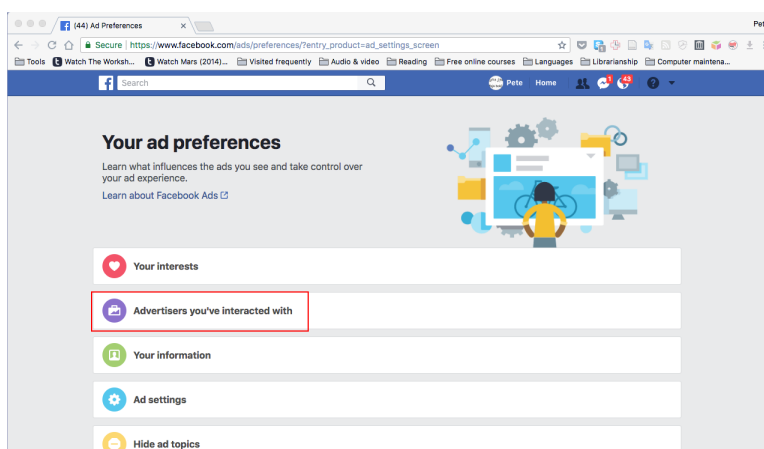 (44) Ad Preferences
Pet
Secure https://www.facebook.com/ads/preferences/?entry_product=ad_settings_screen
Tools Watch The Worksh... Watch Mars (2014)... Visited frequently Audio & video Reading Free online courses Languages Librarianship Computer maintena...
Search Pete Home 1 43
Your ad preferences
Learn what influences the ads you see and take control over
your ad experience.
Learn about Facebook Ads
Your interests
Advertisers you've interacted with
Your information
Ad settings
Hide ad topics